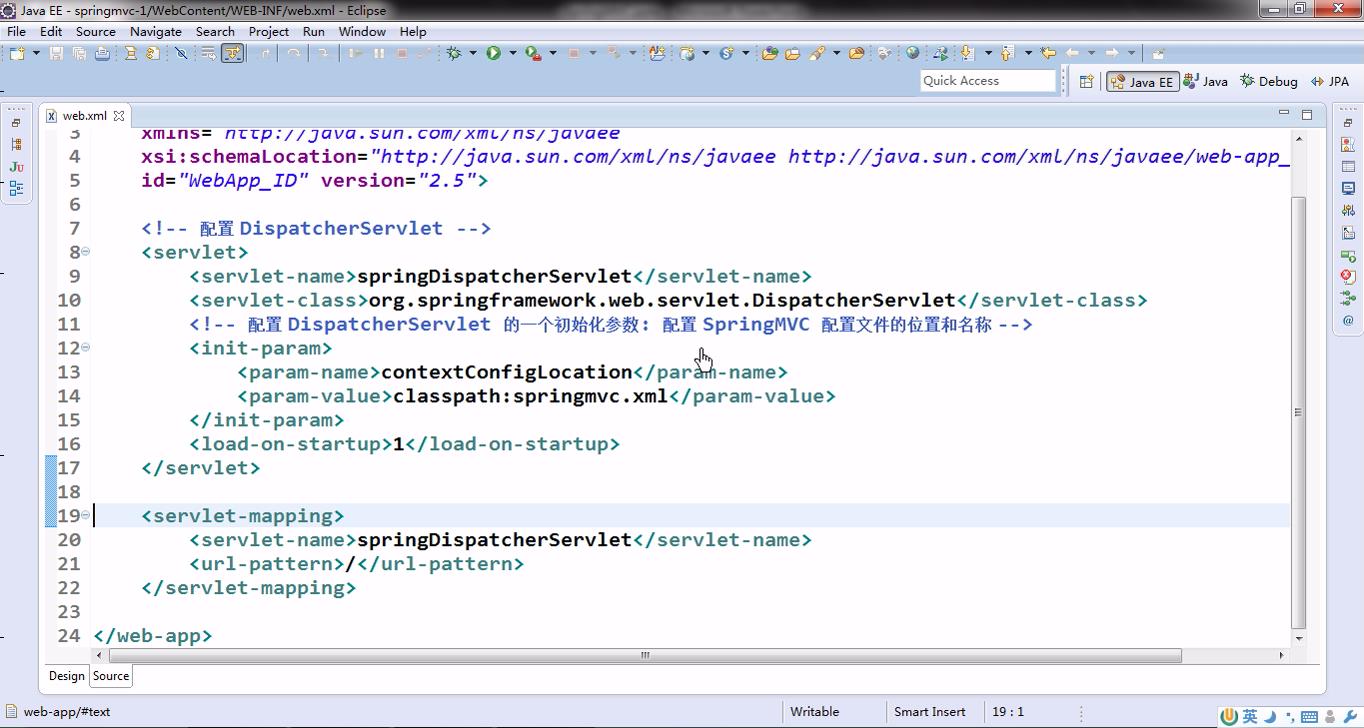 Java EE - springmvc-1/WebContent/WEB-INF/web.xml - Eclipse
File Edit Source Navigate Search Project Run Window Help
Quick Access
Java EE Java Debug JPA
web.xml
3 xmlns="http://java.sun.com/xml/ns/javaee
4 xsi:schemaLocation="http://java.sun.com/xml/ns/javaee http://java.sun.com/xml/ns/javaee/web-app_
5 id="WebApp_ID" version="2.5">
6
7 <!-- 配置 DispatcherServlet -->
8 <servlet>
9 <servlet-name>springDispatcherServlet</servlet-name>
10 <servlet-class>org.springframework.web.servlet.DispatcherServlet</servlet-class>
11 <!-- 配置 DispatcherServlet 的一个初始化参数: 配置 SpringMVC 配置文件的位置和名称 -->
12 <init-param>
13 <param-name>contextConfigLocation</param-name>
14 <param-value>classpath:springmvc.xml</param-value>
15 </init-param>
16 <load-on-startup>1</load-on-startup>
17 </servlet>
18
19 <servlet-mapping>
20 <servlet-name>springDispatcherServlet</servlet-name>
21 <url-pattern>/</url-pattern>
22 </servlet-mapping>
23
24 </web-app>
Design Source
web-app/#text Writable Smart Insert 19 : 1
英